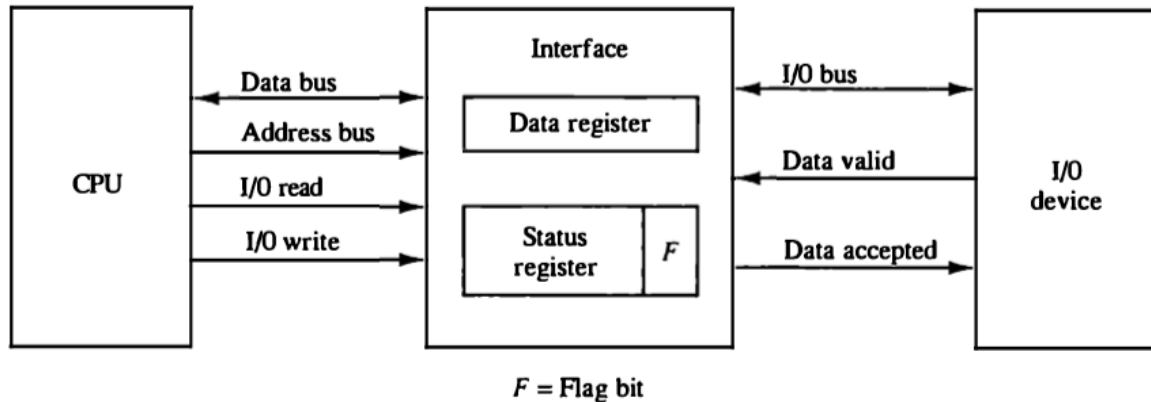 CPU
Data bus
Address bus
I/O read
I/O write
Interface
Data register
Status
register
F
I/O bus
Data valid
Data accepted
I/O
device
F = Flag bit